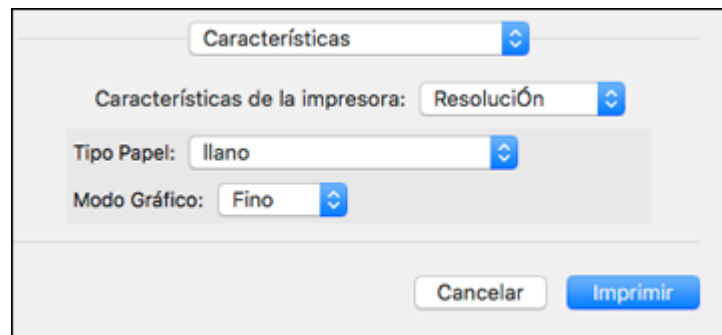 Características
Características de la impresora: ResoluciÓn
Tipo Papel: llano
Modo Gráfico: Fino
Cancelar Imprimir